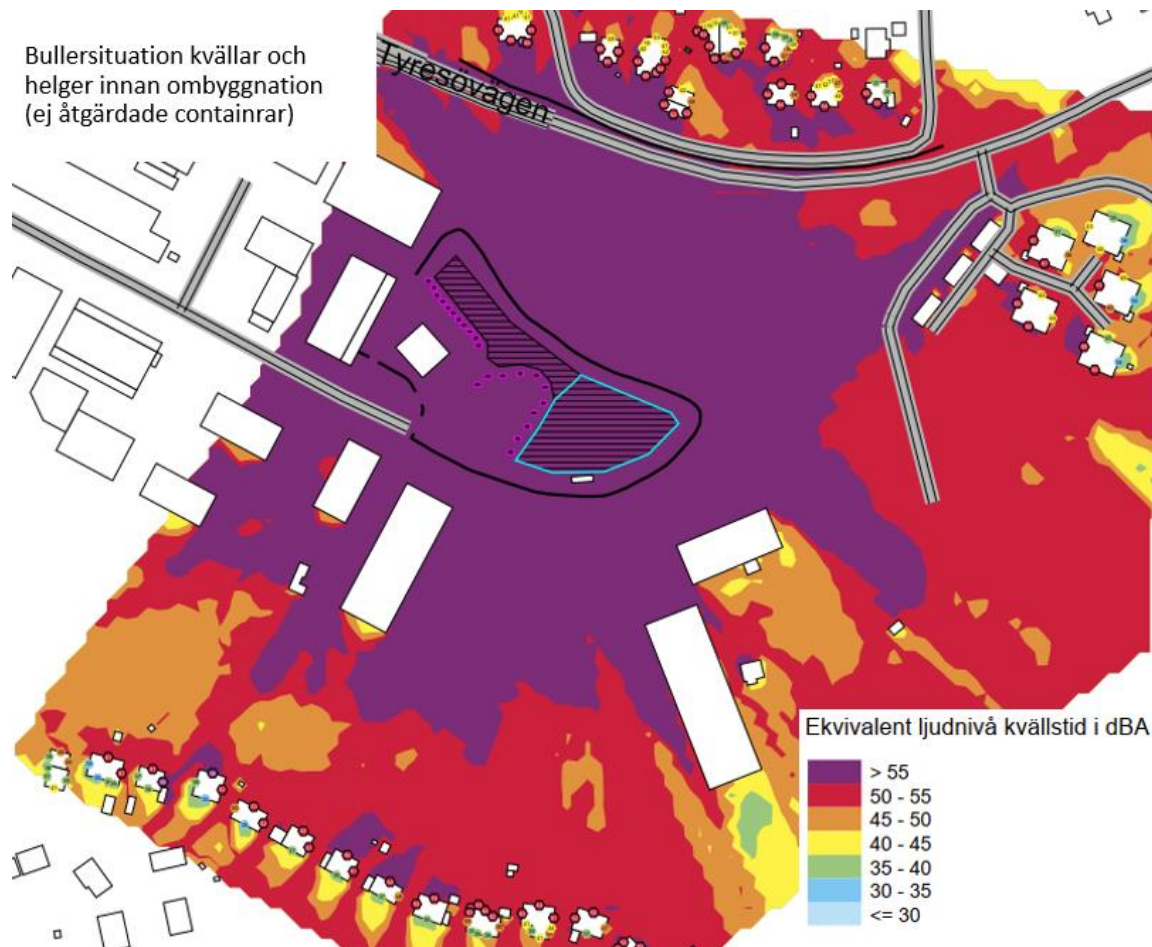 Bullersituation kvällar och
helger innan ombyggnation
(ej åtgärdade containrar)
Tyresövägen
Ekvivalent ljudnivå kvällstid i dBA
> 55
50 - 55
45 - 50
40 - 45
35 - 40
30 - 35
<= 30